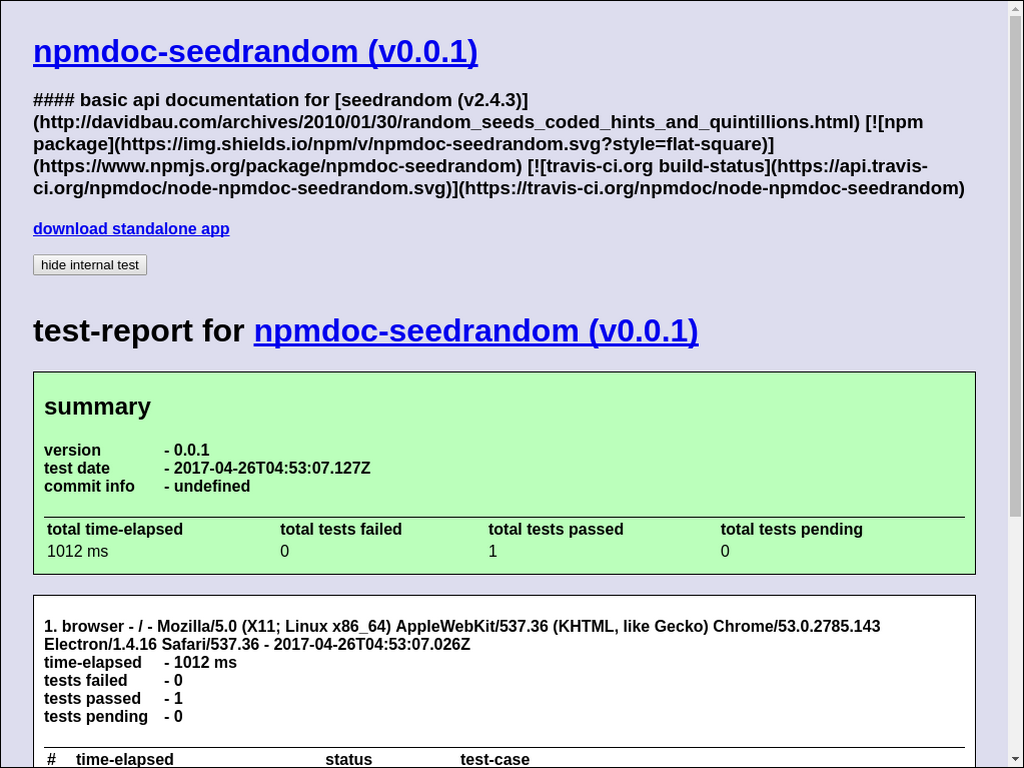 npmdoc-seedrandom (v0.0.1)
#### basic api documentation for [seedrandom (v2.4.3)]
(http://davidbau.com/archives/2010/01/30/random_seeds_coded_hints_and_quintillions.html) [![npm
package](https://img.shields.io/npm/v/npmdoc-seedrandom.svg?style=flat-square)]
(https://www.npmjs.org/package/npmdoc-seedrandom) [![travis-ci.org build-status](https://api.travis-
ci.org/npmdoc/node-npmdoc-seedrandom.svg)](https://travis-ci.org/npmdoc/node-npmdoc-seedrandom)
download standalone app
hide internal test
test-report for npmdoc-seedrandom (v0.0.1)
summary
version - 0.0.1
test date - 2017-04-26T04:53:07.127Z
commit info - undefined
total time-elapsed total tests failed total tests passed total tests pending
1012 ms 0 1 0
1. browser - / - Mozilla/5.0 (X11; Linux x86_64) AppleWebKit/537.36 (KHTML, like Gecko) Chrome/53.0.2785.143
Electron/1.4.16 Safari/537.36 - 2017-04-26T04:53:07.026Z
time-elapsed - 1012 ms
tests failed - 0
tests passed - 1
tests pending - 0
# time-elapsed status test-case